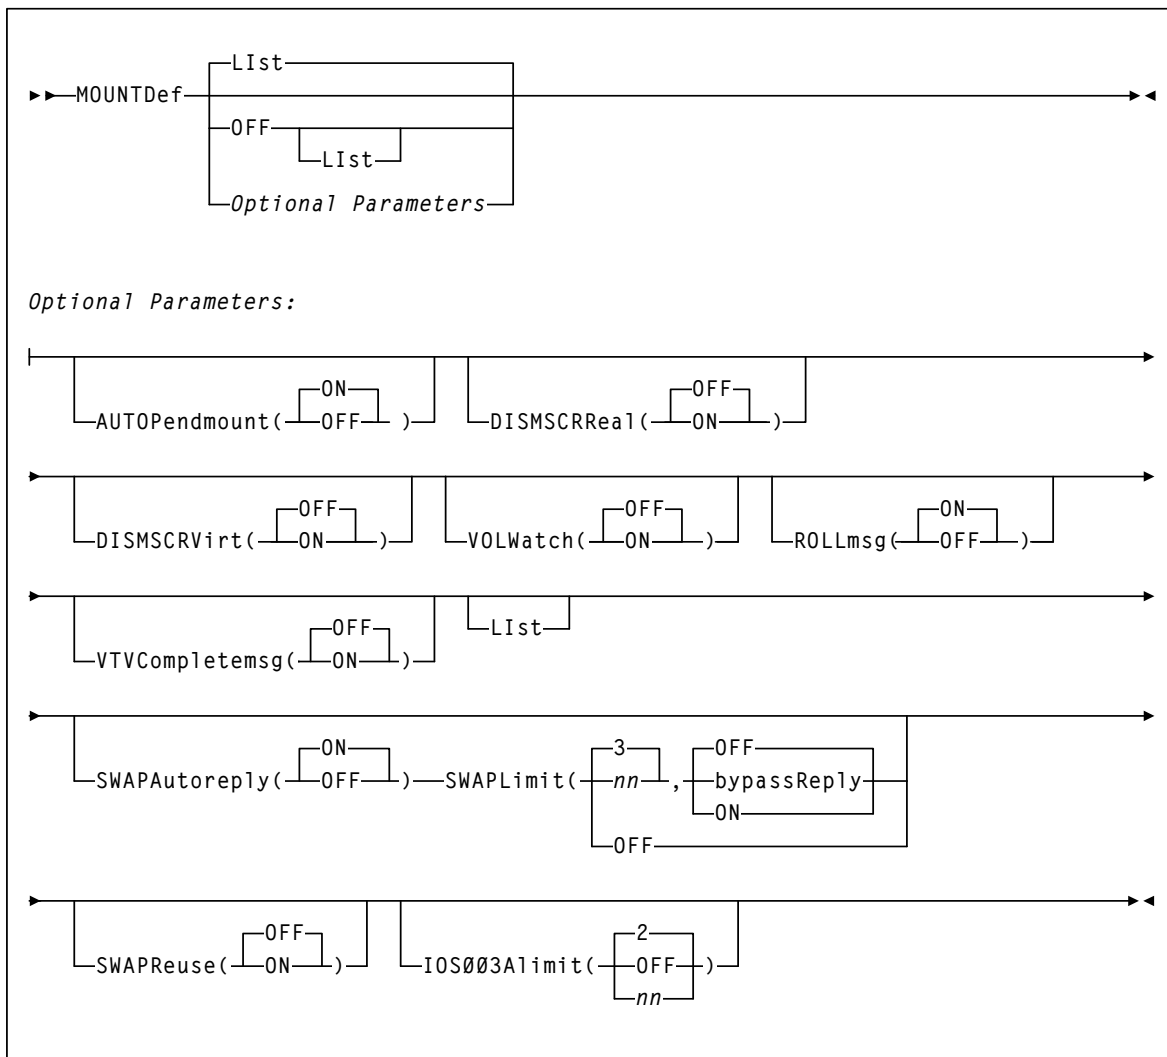 LIst
MOUNTDef
OFF
LIst
Optional Parameters
Optional Parameters:
ON OFF
AUTOPendmount( OFF ) DISMSCRReal( ON )
OFF OFF ON
DISMSCRVirt( ON ) VOLWatch( ON ) ROLLmsg( OFF )
OFF LIst
VTVCompletemsg( ON )
ON 3 OFF
SWAPAutoreply( OFF ) SWAPLimit( nn , bypassReply )
ON
OFF
OFF 2
SWAPReuse( ON ) IOSØØ3Alimit( OFF )
nn